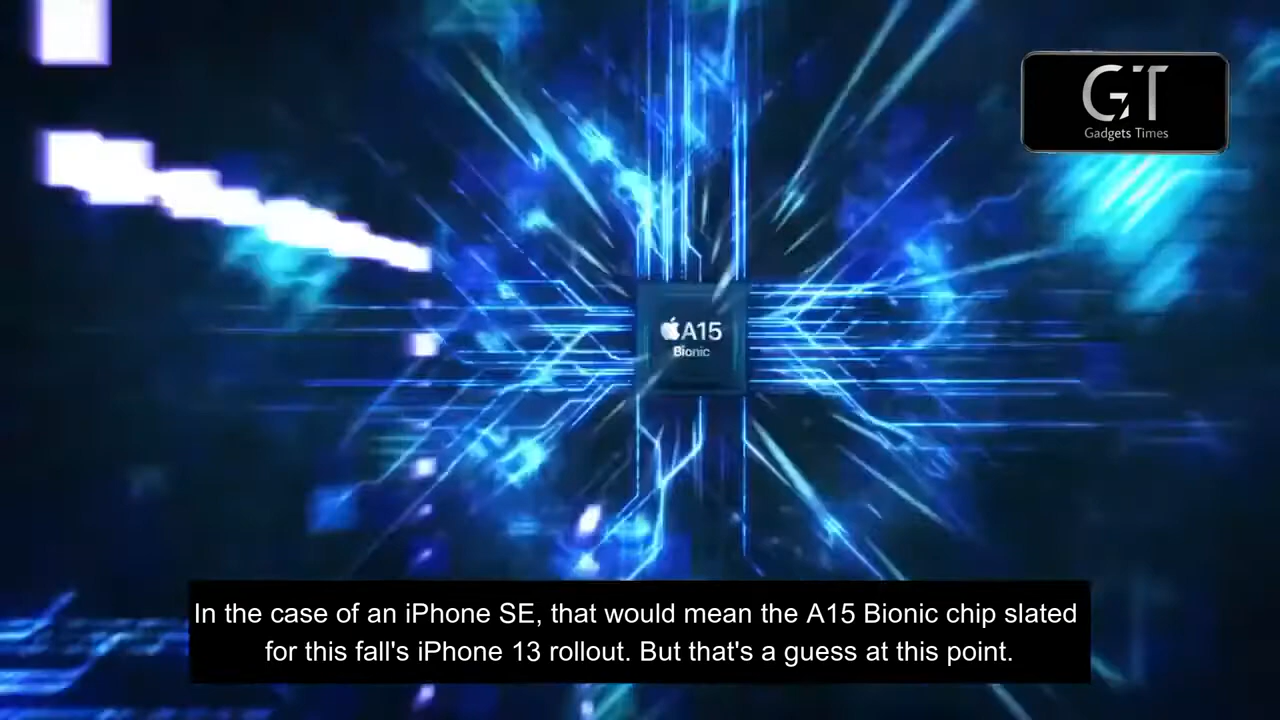 GT
Gadgets Times
A15
Bionic
In the case of an iPhone SE, that would mean the A15 Bionic chip slated
for this fall's iPhone 13 rollout. But that's a guess at this point.